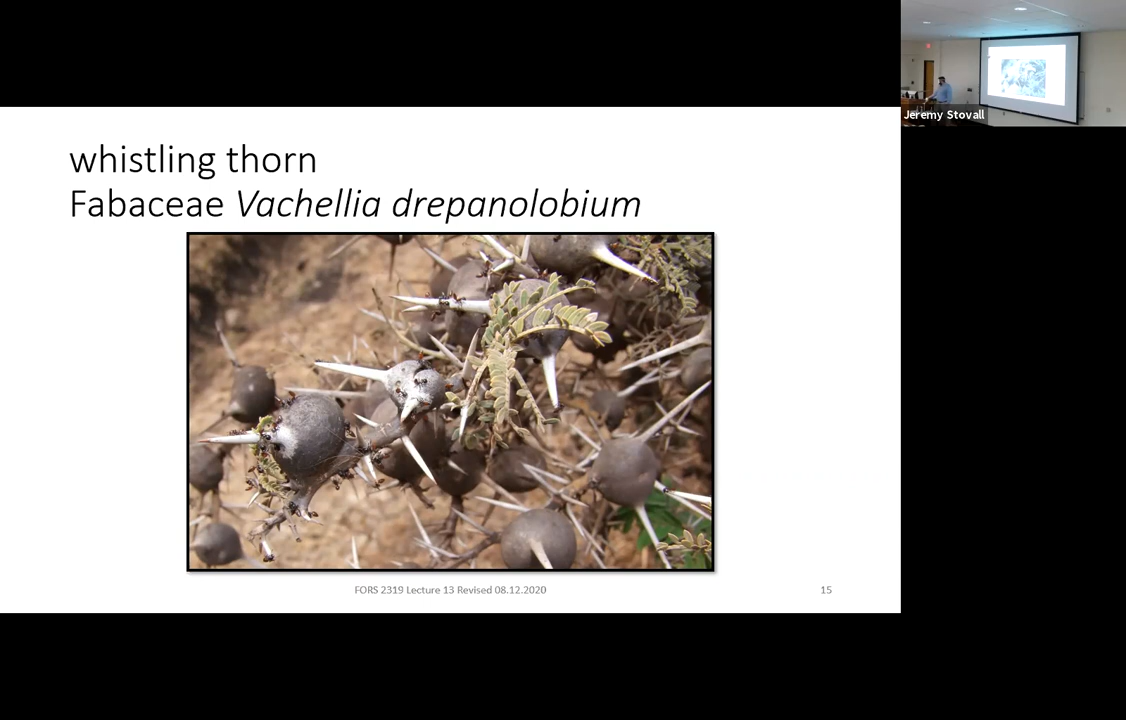 whistling thorn
Fabaceae Vachellia drepanolobium
FORS 2319 Lecture 13 Revised 08.12.2020
15
Jeremy Stovall